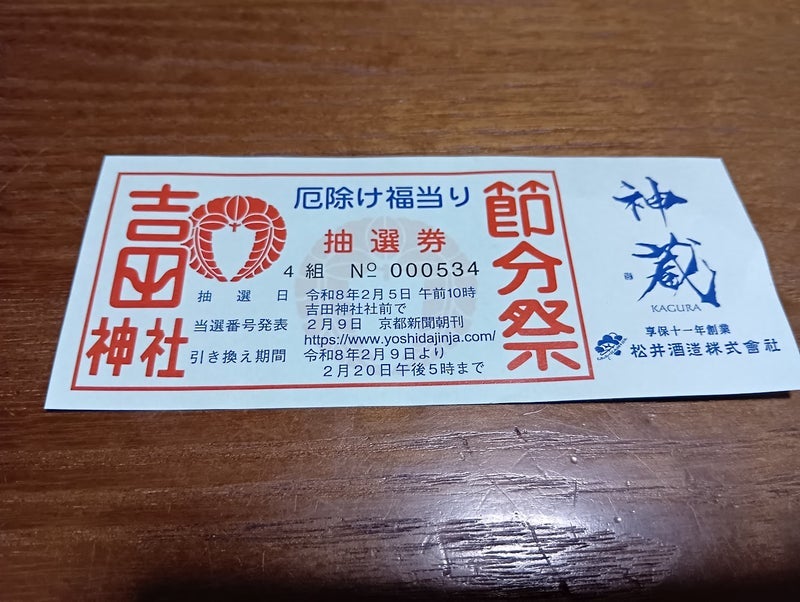 吉田神社
厄除け福当り
抽選券
4組 Nº 000534
抽選日 令和8年2月5日 午前10時
吉田神社社前で
当選番号発表 2月9日 京都新聞朝刊
https://www.yoshidajinja.com/
引き換え期間 令和8年2月9日より
2月20日午後5時まで
節分祭
神蔵
KAGURA
享保十一年創業
松井酒造株式會社